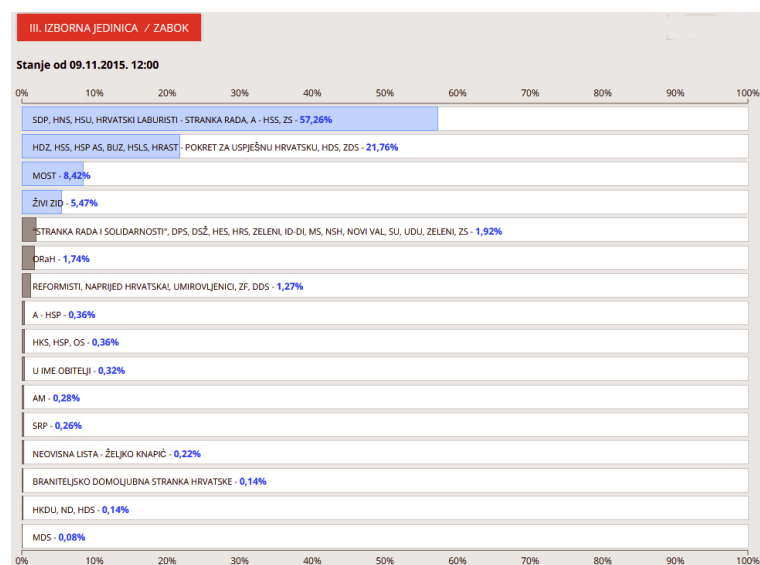 III. IZBORNA JEDINICA / ZABOK
Stanje od 09.11.2015. 12:00
0% 10% 20% 30% 40% 50% 60% 70% 80% 90% 100%
SDP, HNS, HSU, HRVATSKI LABURISTI - STRANKA RADA, A - HSS, ZS - 57,26%
HDZ, HSS, HSP AS, BUZ, HSLS, HRAST - POKRET ZA USPJEŠNU HRVATSKU, HDS, ZDS - 21,76%
MOST - 8,42%
ŽIVI ZID - 5,47%
"STRANKA RADA I SOLIDARNOSTI", DPS, DSŽ, HES, HRS, ZELENI, ID-DI, MS, NSH, NOVI VAL, SU, UDU, ZELENI, ZS - 1,92%
ORaH - 1,74%
REFORMISTI, NAPRIJED HRVATSKA!, UMIROVLJENICI, ZF, DDS - 1,27%
A - HSP - 0,36%
HKS, HSP, OS - 0,36%
U IME OBITELJI - 0,32%
AM - 0,28%
SRP - 0,26%
NEOVISNA LISTA - ŽELJKO KNAPIĆ - 0,22%
BRANITELJSKO DOMOLJUBNA STRANKA HRVATSKE - 0,14%
HKDU, ND, HDS - 0,14%
MDS - 0,08%
0% 10% 20% 30% 40% 50% 60% 70% 80% 90% 100%